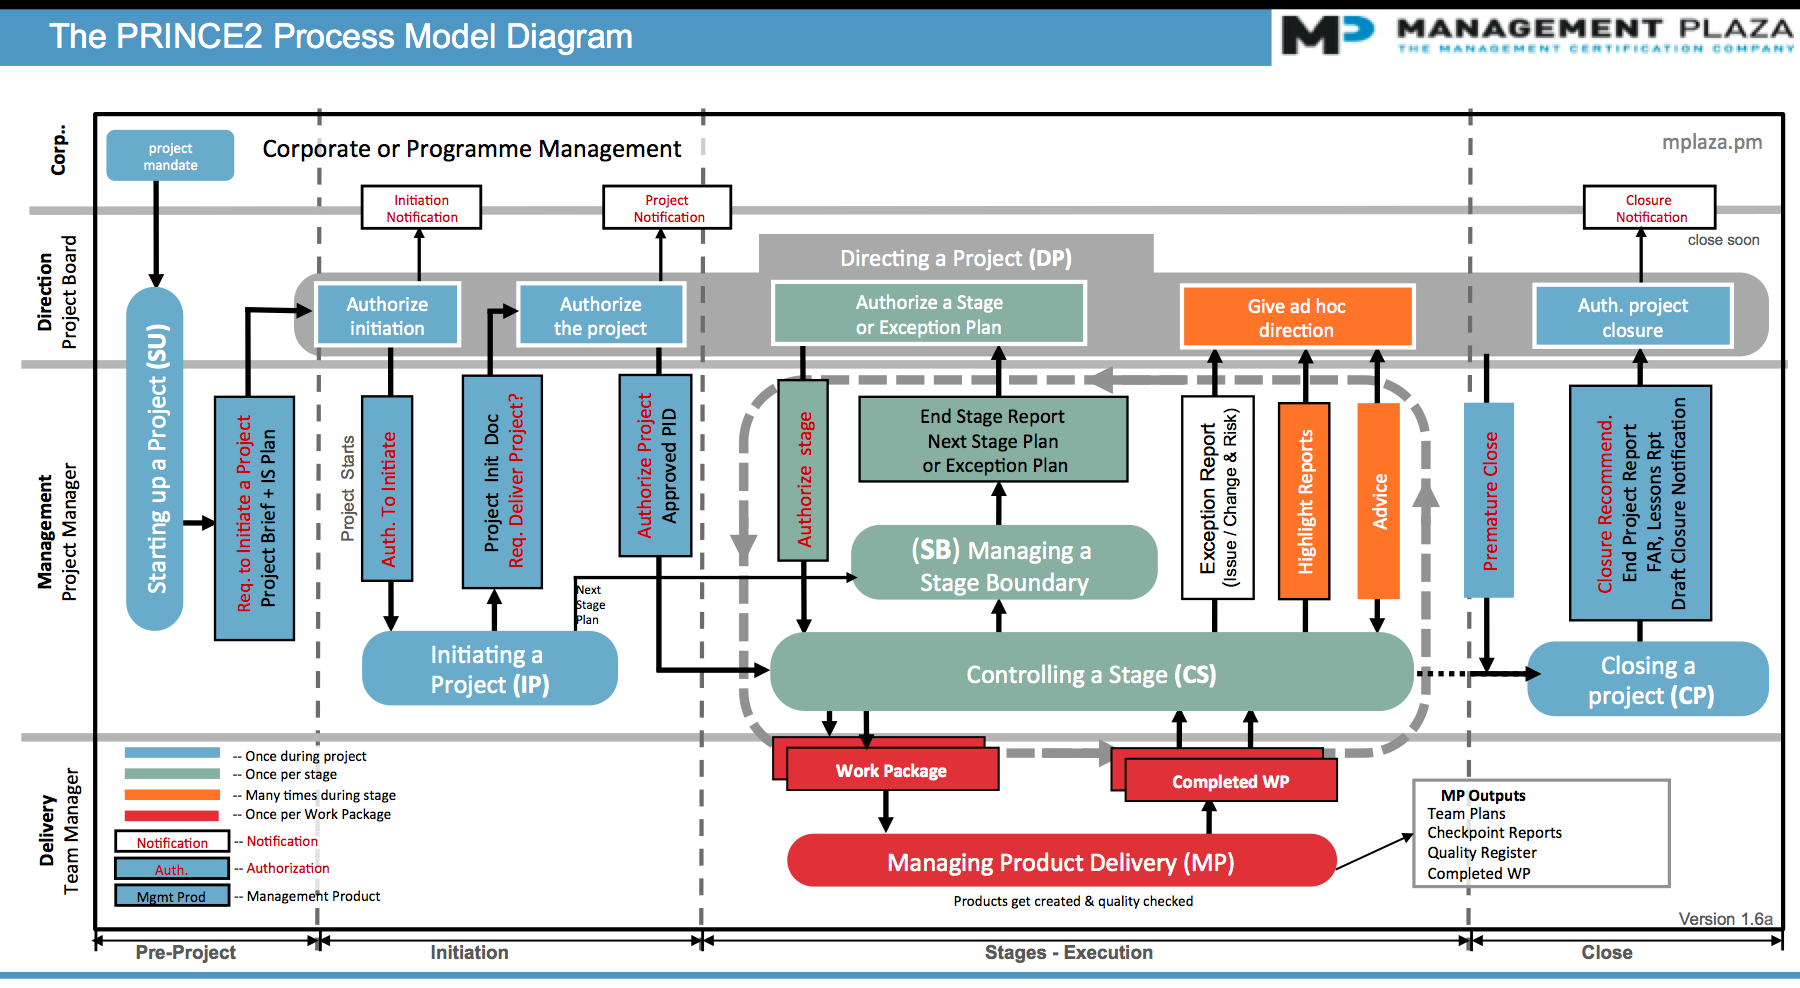 The PRINCE2 Process Model Diagram
MP
MANAGEMENT PLAZA
THE MANAGEMENT CERTIFICATION COMPANY
Corp..
project
mandate
Corporate or Programme Management
mplaza.pm
Initiation
Notification
Project
Notification
Closure
Notification
close soon
Direction
Project Board
Directing a Project (DP)
Authorize
initiation
Authorize
the project
Authorize a Stage
or Exception Plan
Give ad hoc
direction
Auth. project
closure
Management
Project Manager
Starting up a Project (SU)
Req. to Initiate a Project
Project Brief + IS Plan
Project Starts
Auth. To Initiate
Project Init Doc
Req. Deliver Project?
Authorize Project
Approved PID
Authorize stage
End Stage Report
Next Stage Plan
or Exception Plan
Exception Report
(Issue / Change & Risk)
Highlight Reports
Advice
Premature Close
Closure Recommend.
End Project Report
FAR, Lessons Rpt
Draft Closure Notification
(SB) Managing a
Stage Boundary
Next
Stage
Plan
Initiating a
Project (IP)
Controlling a Stage (CS)
Closing a
project (CP)
Delivery
Team Manager
-- Once during project
-- Once per stage
-- Many times during stage
-- Once per Work Package
Notification
-- Notification
Auth.
-- Authorization
Mgmt Prod
-- Management Product
Work Package
Completed WP
Managing Product Delivery (MP)
Products get created & quality checked
MP Outputs
Team Plans
Checkpoint Reports
Quality Register
Completed WP
Version 1.6a
Pre-Project
Initiation
Stages - Execution
Close